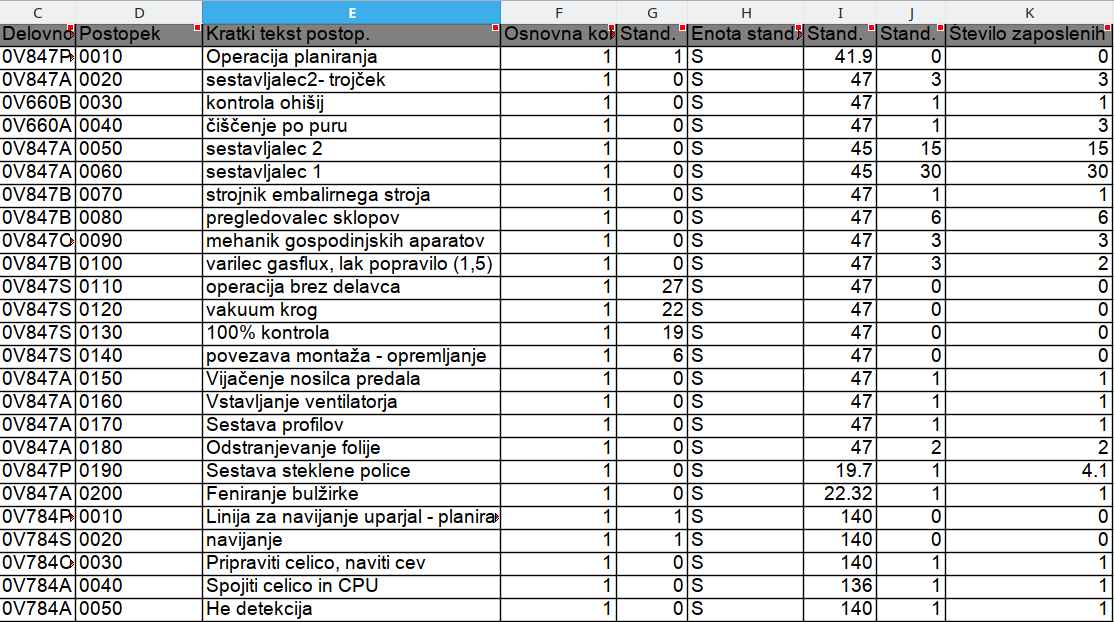 C D E F G H I J K
Delovno Postopek Kratki tekst postop. Osnovna ko Stand. Enota stand Stand. Stand. Število zaposlenih
0V847P 0010 Operacija planiranja 1 1 S 41.9 0 0
0V847A 0020 sestavljalec2- trojček 1 0 S 47 3 3
0V660B 0030 kontrola ohišij 1 0 S 47 1 1
0V660A 0040 čiščenje po puru 1 0 S 47 1 3
0V847A 0050 sestavljalec 2 1 0 S 45 15 15
0V847A 0060 sestavljalec 1 1 0 S 45 30 30
0V847B 0070 strojnik embalirnega stroja 1 0 S 47 1 1
0V847B 0080 pregledovalec sklopov 1 0 S 47 6 6
0V847C 0090 mehanik gospodinjskih aparatov 1 0 S 47 3 3
0V847B 0100 varilec gasflux, lak popravilo (1,5) 1 0 S 47 3 2
0V847S 0110 operacija brez delavca 1 27 S 47 0 0
0V847S 0120 vakuum krog 1 22 S 47 0 0
0V847S 0130 100% kontrola 1 19 S 47 0 0
0V847S 0140 povezava montaža - opremljanje 1 6 S 47 0 0
0V847A 0150 Vijačenje nosilca predala 1 0 S 47 1 1
0V847A 0160 Vstavljanje ventilatorja 1 0 S 47 1 1
0V847A 0170 Sestava profilov 1 0 S 47 1 1
0V847A 0180 Odstranjevanje folije 1 0 S 47 2 2
0V847P 0190 Sestava steklene police 1 0 S 19.7 1 4.1
0V847A 0200 Feniranje bulžirke 1 0 S 22.32 1 1
0V784P 0010 Linija za navijanje uparjal - planira 1 1 S 140 0 0
0V784S 0020 navijanje 1 1 S 140 0 0
0V784C 0030 Pripraviti celico, naviti cev 1 0 S 140 1 1
0V784A 0040 Spojiti celico in CPU 1 0 S 136 1 1
0V784A 0050 He detekcija 1 0 S 140 1 1